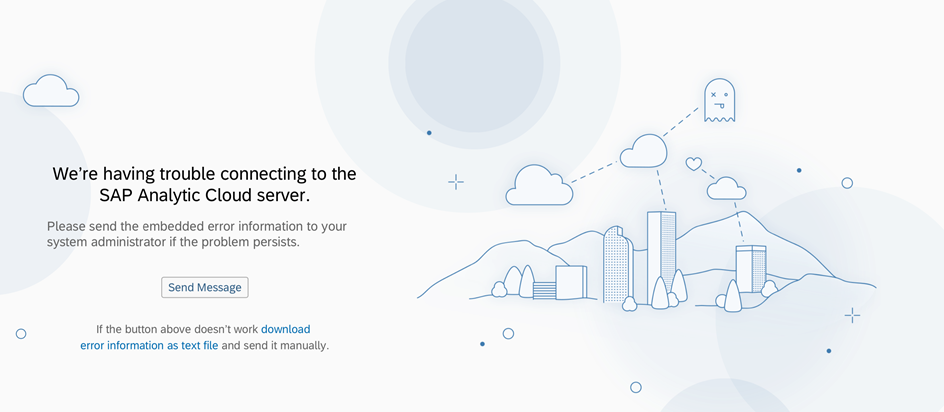 We're having trouble connecting to the
SAP Analytic Cloud server.
Please send the embedded error information to your
system administrator if the problem persists.
Send Message
If the button above doesn't work download
error information as text file and send it manually.